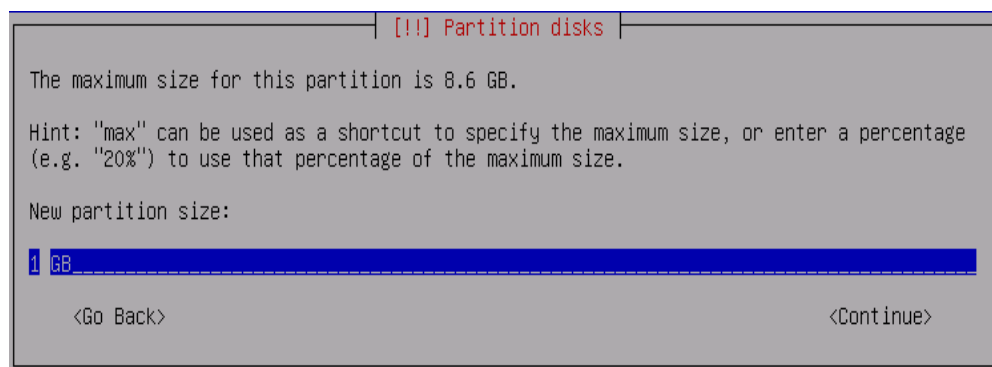 [!!] Partition disks
The maximum size for this partition is 8.6 GB.
Hint: "max" can be used as a shortcut to specify the maximum size, or enter a percentage
(e.g. "20%") to use that percentage of the maximum size.
New partition size:
1 GB
<Go Back> <Continue>